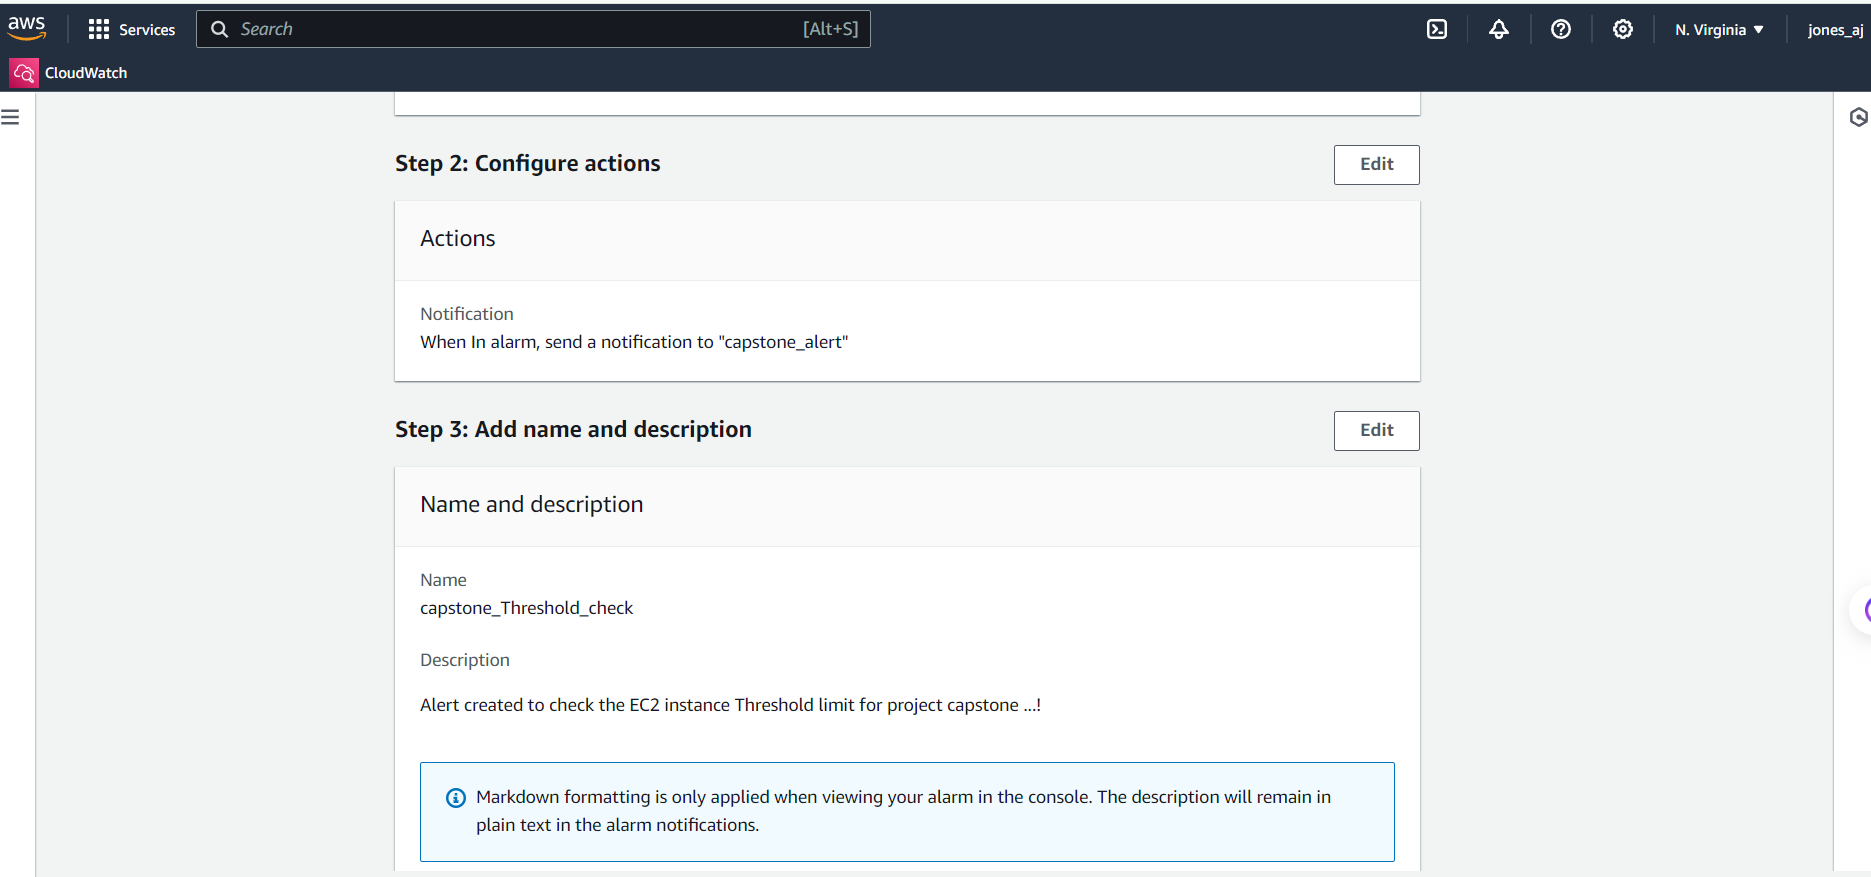 aws
Services
Search
[Alt+S]
N. Virginia
jones_aj
CloudWatch
Step 2: Configure actions
Edit
Actions
Notification
When In alarm, send a notification to "capstone_alert"
Step 3: Add name and description
Edit
Name and description
Name
capstone_Threshold_check
Description
Alert created to check the EC2 instance Threshold limit for project capstone ...!
Markdown formatting is only applied when viewing your alarm in the console. The description will remain in
plain text in the alarm notifications.